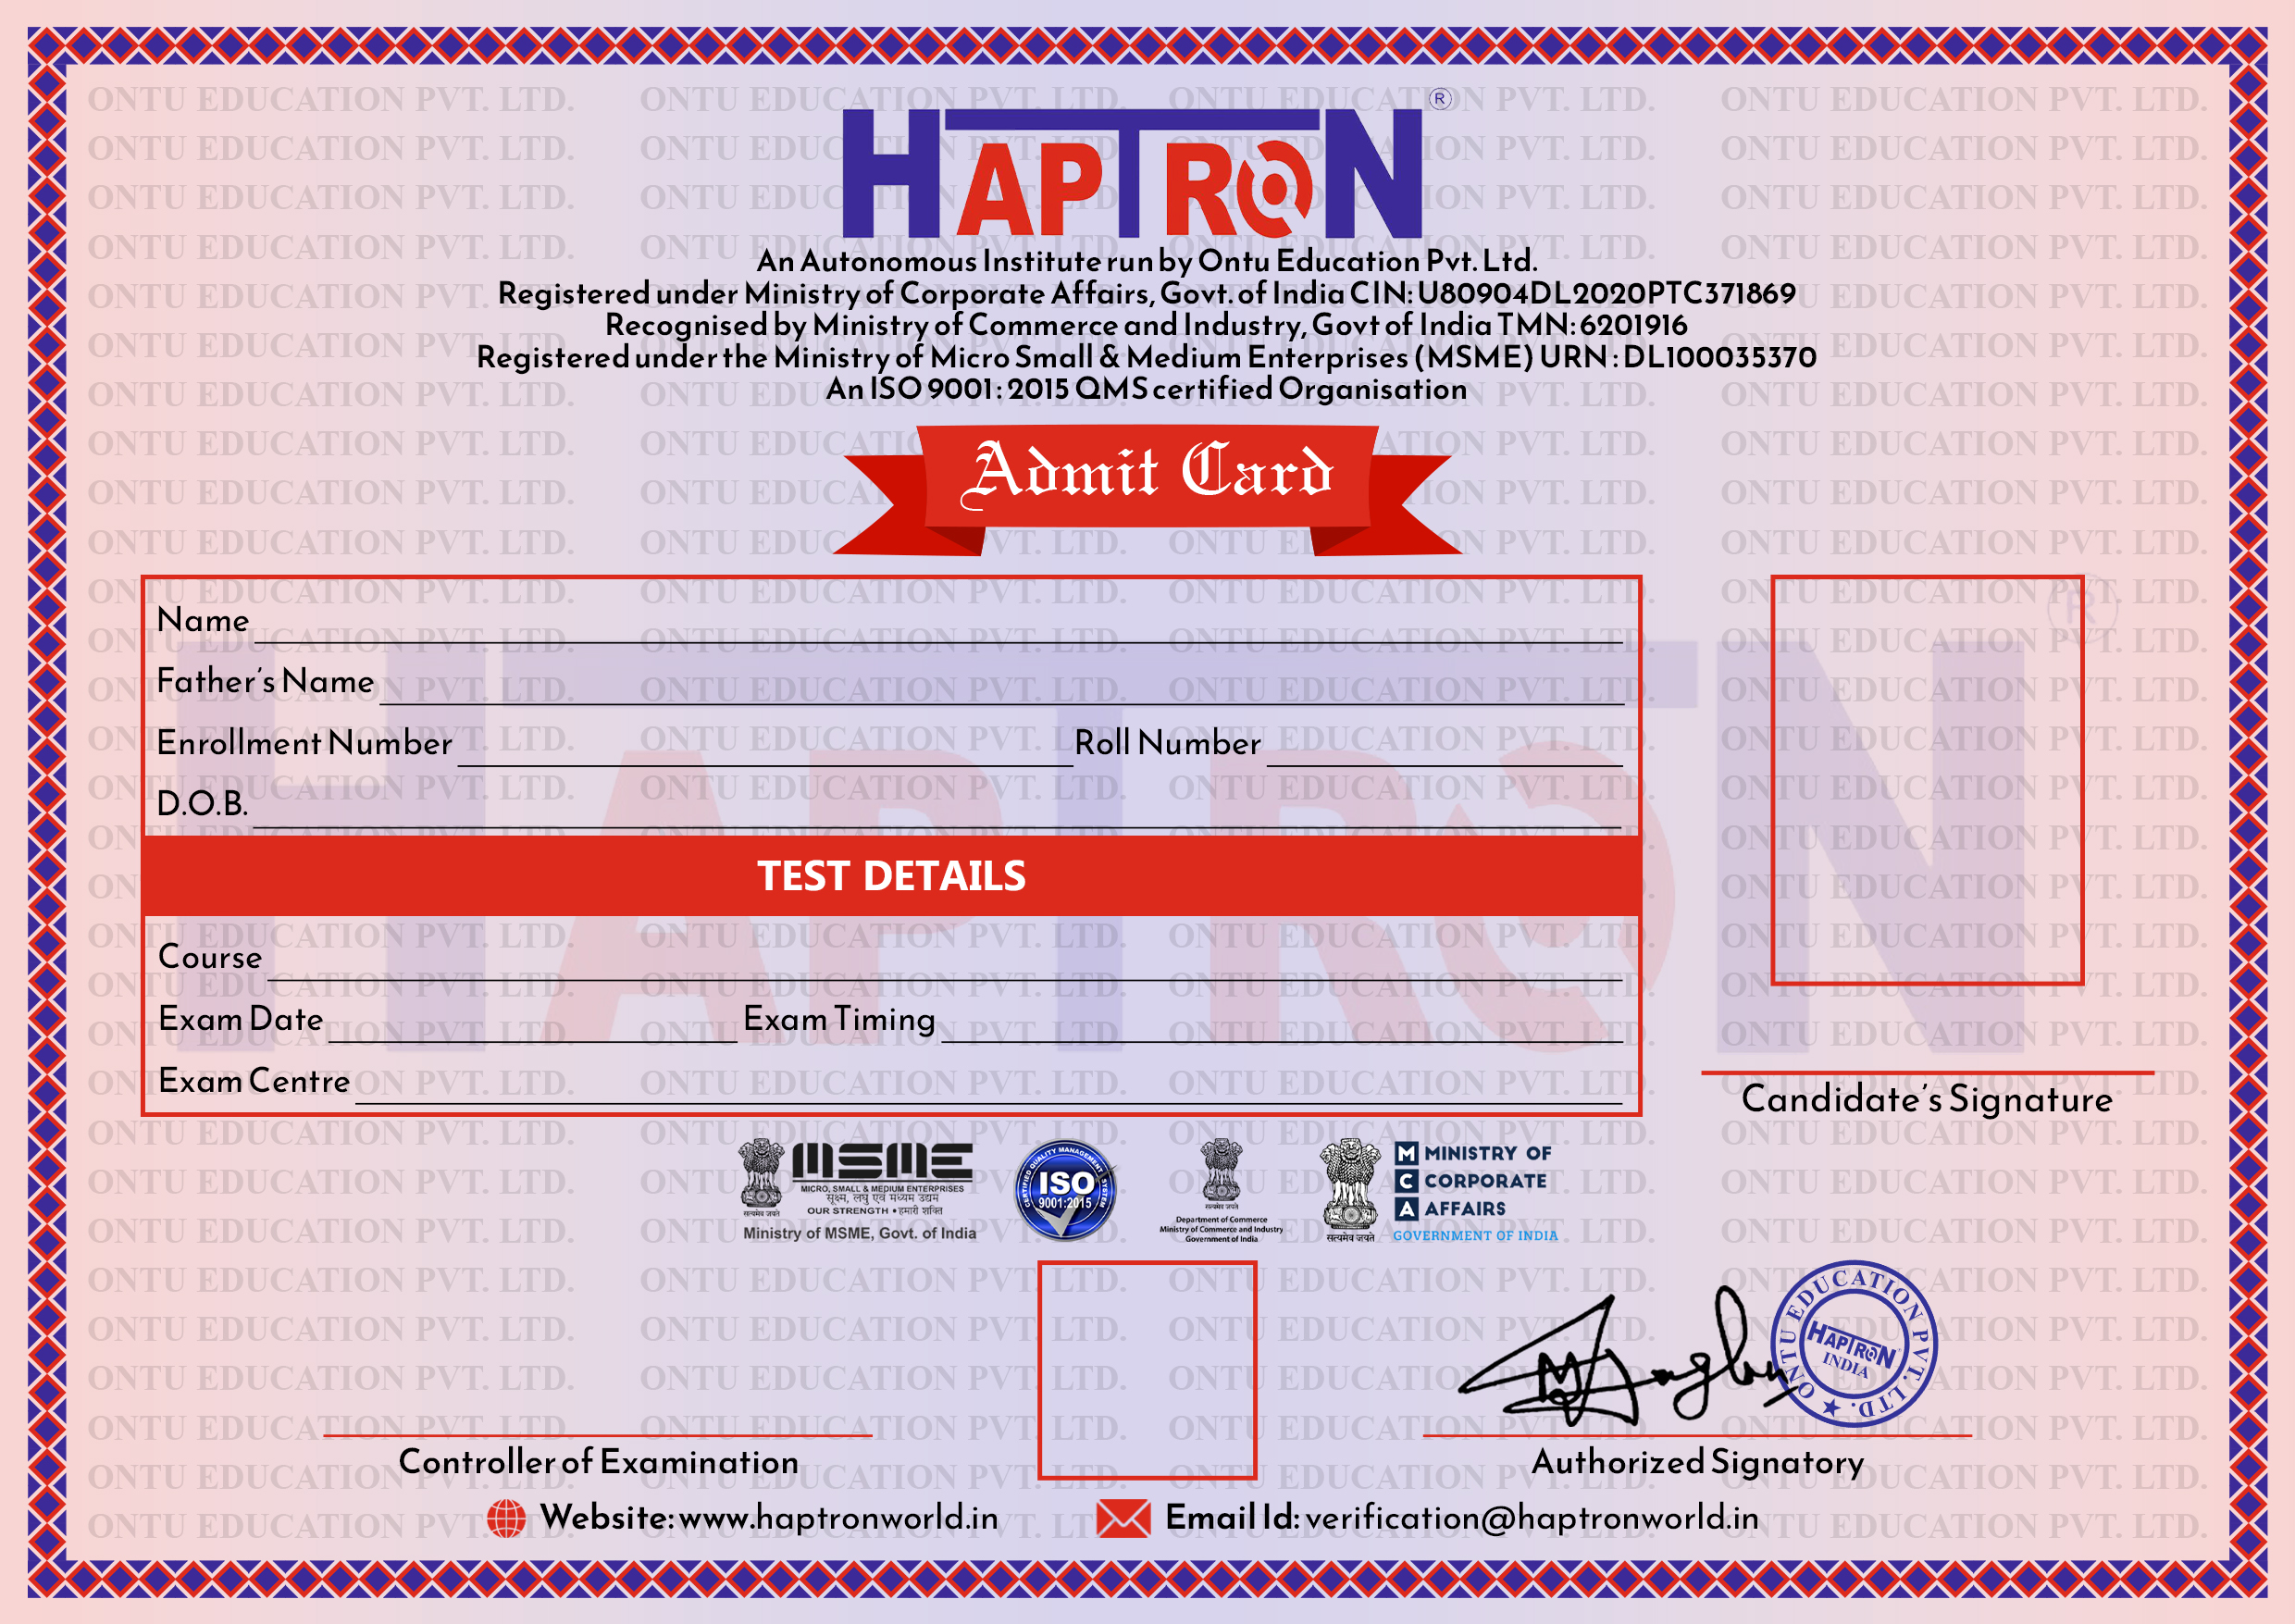 HAPTRON ®
An Autonomous Institute run by Ontu Education Pvt. Ltd.
Registered under Ministry of Corporate Affairs, Govt. of India CIN: U80904DL2020PTC371869
Recognised by Ministry of Commerce and Industry, Govt of India TMN: 6201916
Registered under the Ministry of Micro Small & Medium Enterprises (MSME) URN : DL100035370
An ISO 9001 : 2015 QMS certified Organisation
Admit Card
Name
Father's Name
Enrollment Number Roll Number
D.O.B.
TEST DETAILS
Course
Exam Date Exam Timing
Exam Centre
Candidate's Signature
सत्यमेव जयते
MSME
MICRO, SMALL & MEDIUM ENTERPRISES
सूक्ष्म, लघु एवं मध्यम उद्यम
OUR STRENGTH • हमारी शक्ति
Ministry of MSME, Govt. of India
CERTIFIED QUALITY MANAGEMENT SYSTEM
ISO
9001:2015
सत्यमेव जयते
Department of Commerce
Ministry of Commerce and Industry
Government of India
सत्यमेव जयते
M MINISTRY OF
C CORPORATE
A AFFAIRS
GOVERNMENT OF INDIA
ONTU EDUCATION PVT. LTD. ★
HAPTRON
INDIA
Controller of Examination
Authorized Signatory
Website: www.haptronworld.in
Email Id: verification@haptronworld.in
ONTU EDUCATION PVT. LTD.
HAPTRON ®